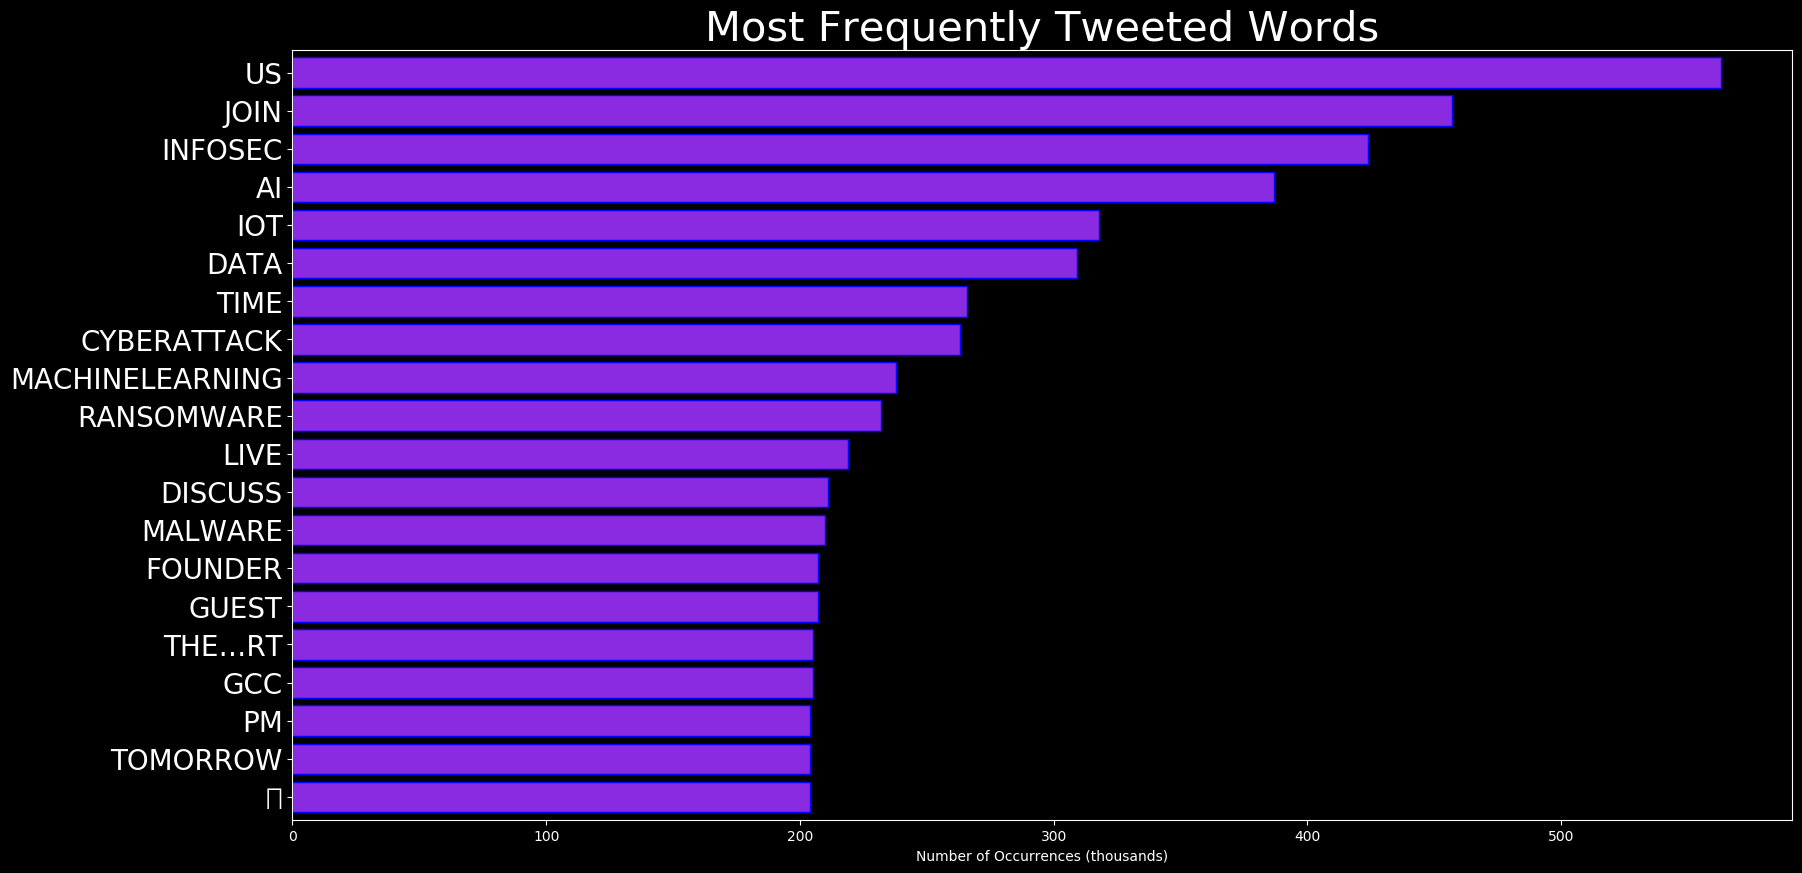 Most Frequently Tweeted Words
US
JOIN
INFOSEC
AI
IOT
DATA
TIME
CYBERATTACK
MACHINELEARNING
RANSOMWARE
LIVE
DISCUSS
MALWARE
FOUNDER
GUEST
THE…RT
GCC
PM
TOMORROW
0 100 200 300 400 500
Number of Occurrences (thousands)